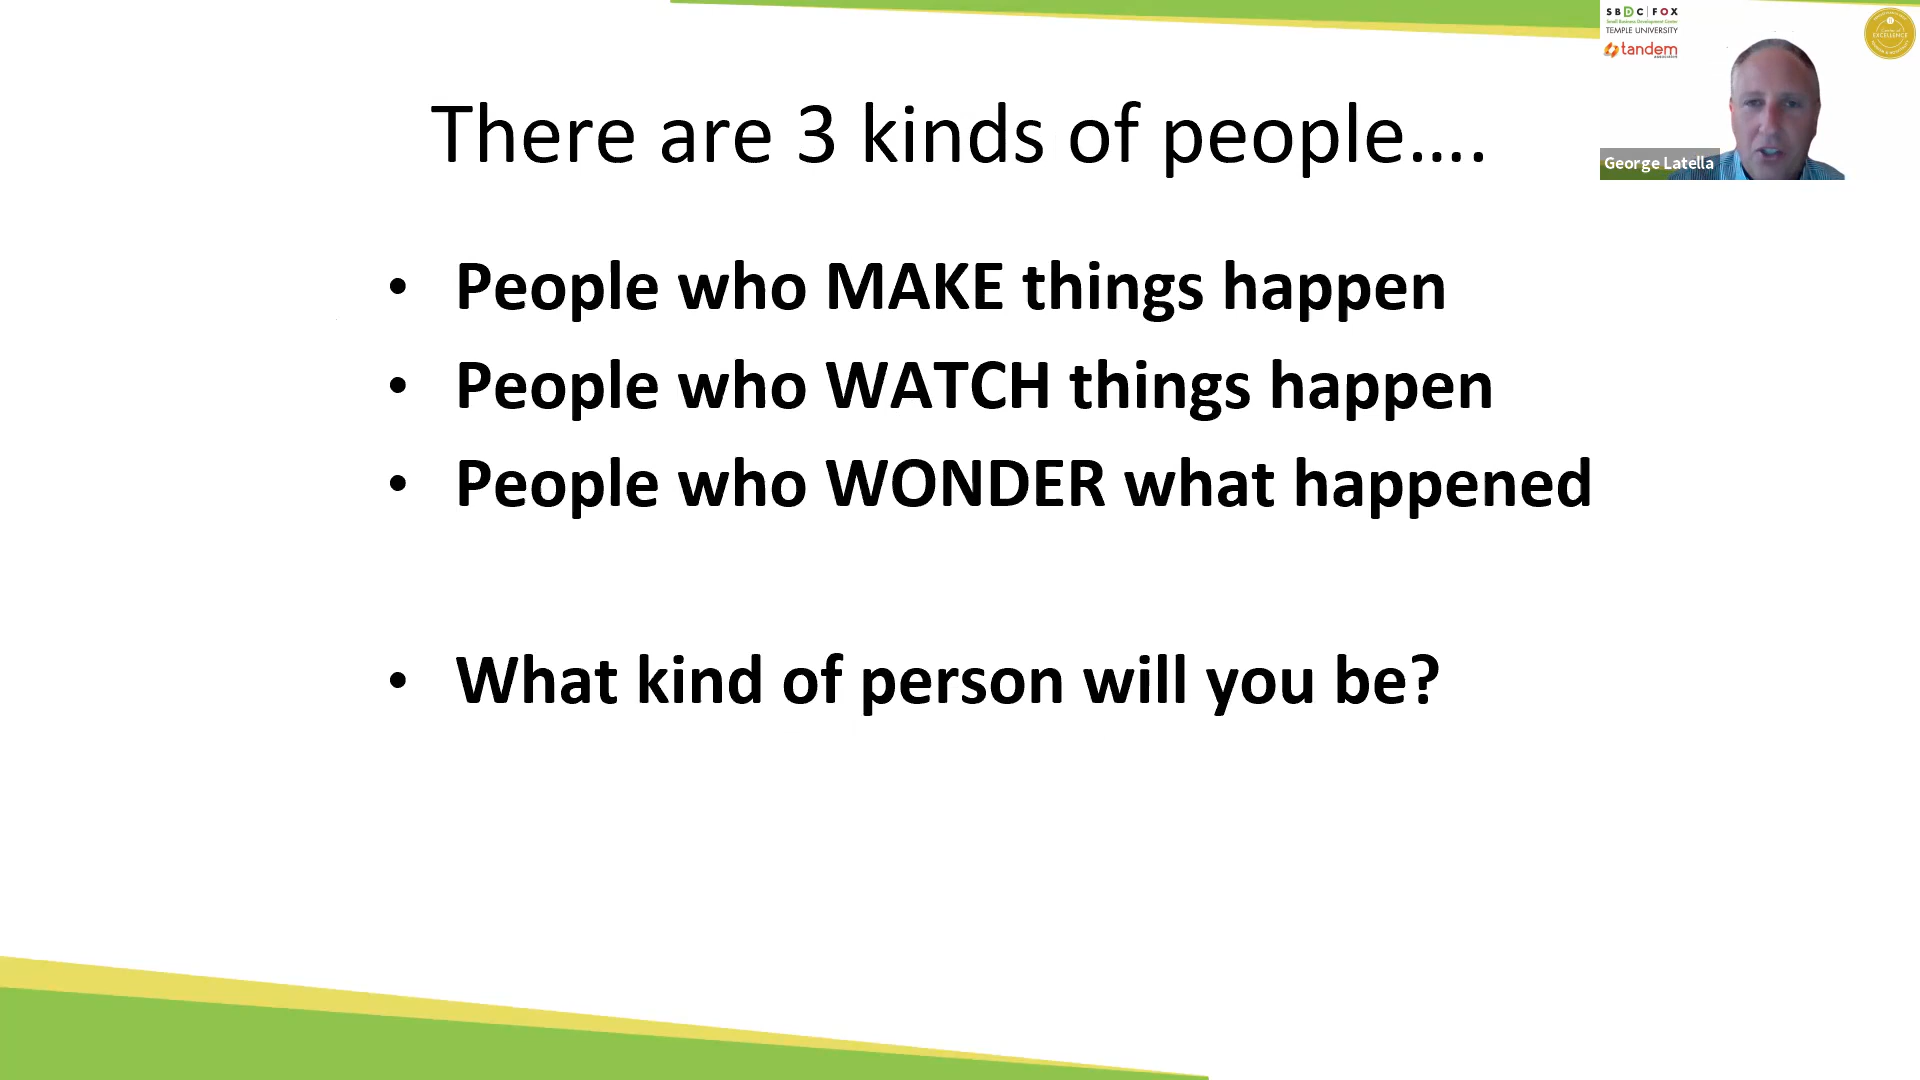 SBDC|FOX
Small Business Development Center
TEMPLE UNIVERSITY
tandem
EXCELLENCE
George Latella
There are 3 kinds of people....
• People who MAKE things happen
• People who WATCH things happen
• People who WONDER what happened
• What kind of person will you be?